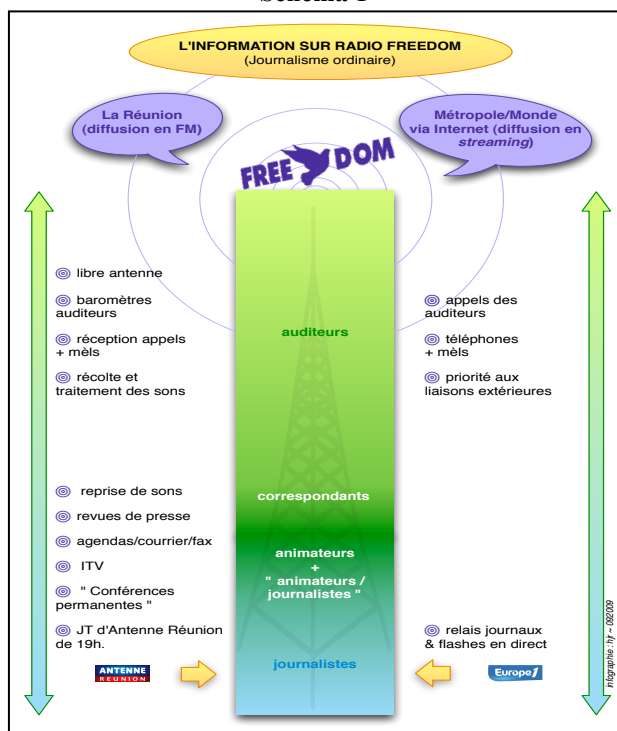 Schéma 1
L'INFORMATION SUR RADIO FREEDOM
(Journalisme ordinaire)
La Réunion
(diffusion en FM)
Métropole/Monde
via Internet (diffusion en
streaming)
FREE DOM
libre antenne
baromètres
auditeurs
réception appels
+ mèls
récolte et
traitement des sons
auditeurs
appels des
auditeurs
téléphones
+ mèls
priorité aux
liaisons extérieures
reprise de sons
revues de presse
agendas/courrier/fax
ITV
" Conférences
permanentes "
JT d'Antenne Réunion
de 19h.
correspondants
animateurs
+
" animateurs /
journalistes "
journalistes
relais journaux
& flashes en direct
ANTENNE
REUNION
Europe1
infographie : hjr ~ 092009